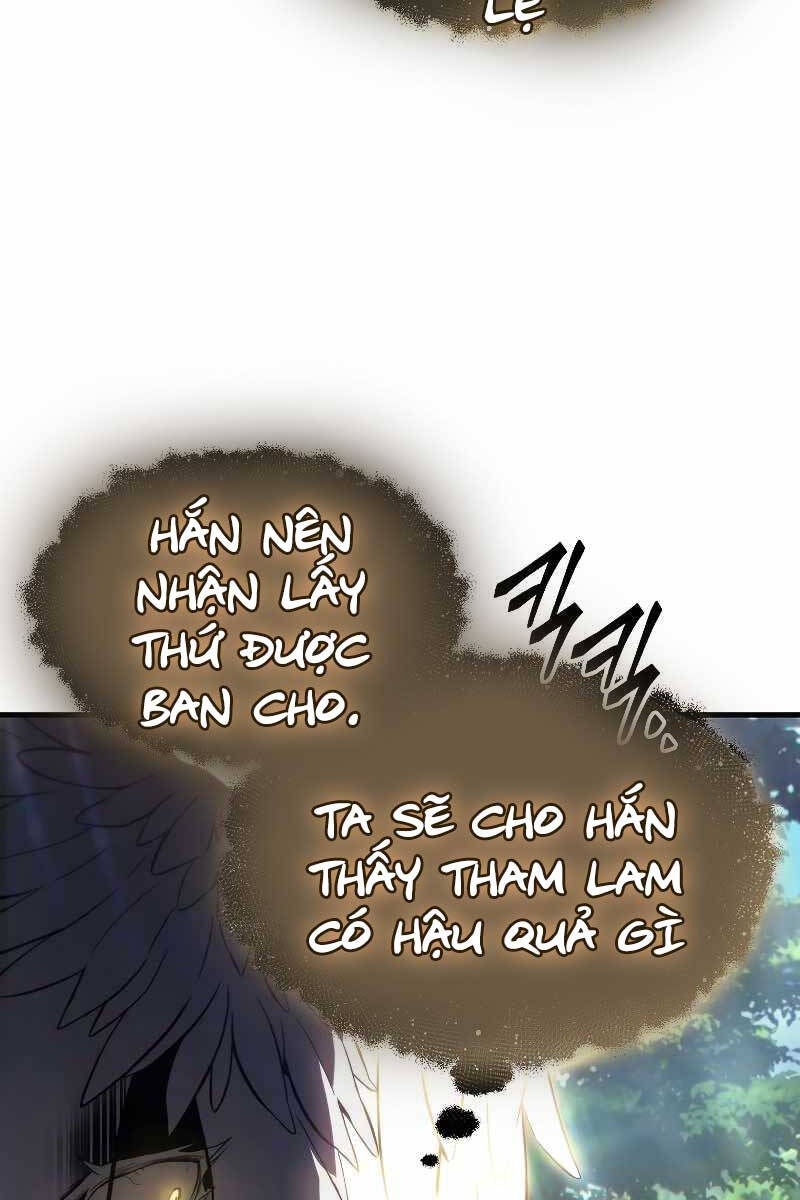 LẸ
HẮN NÊN
NHẬN LẤY
THỨ ĐƯỢC
BAN CHO.
TA SẼ CHO HẮN
THẤY THAM LAM
CÓ HẬU QUẢ GÌ